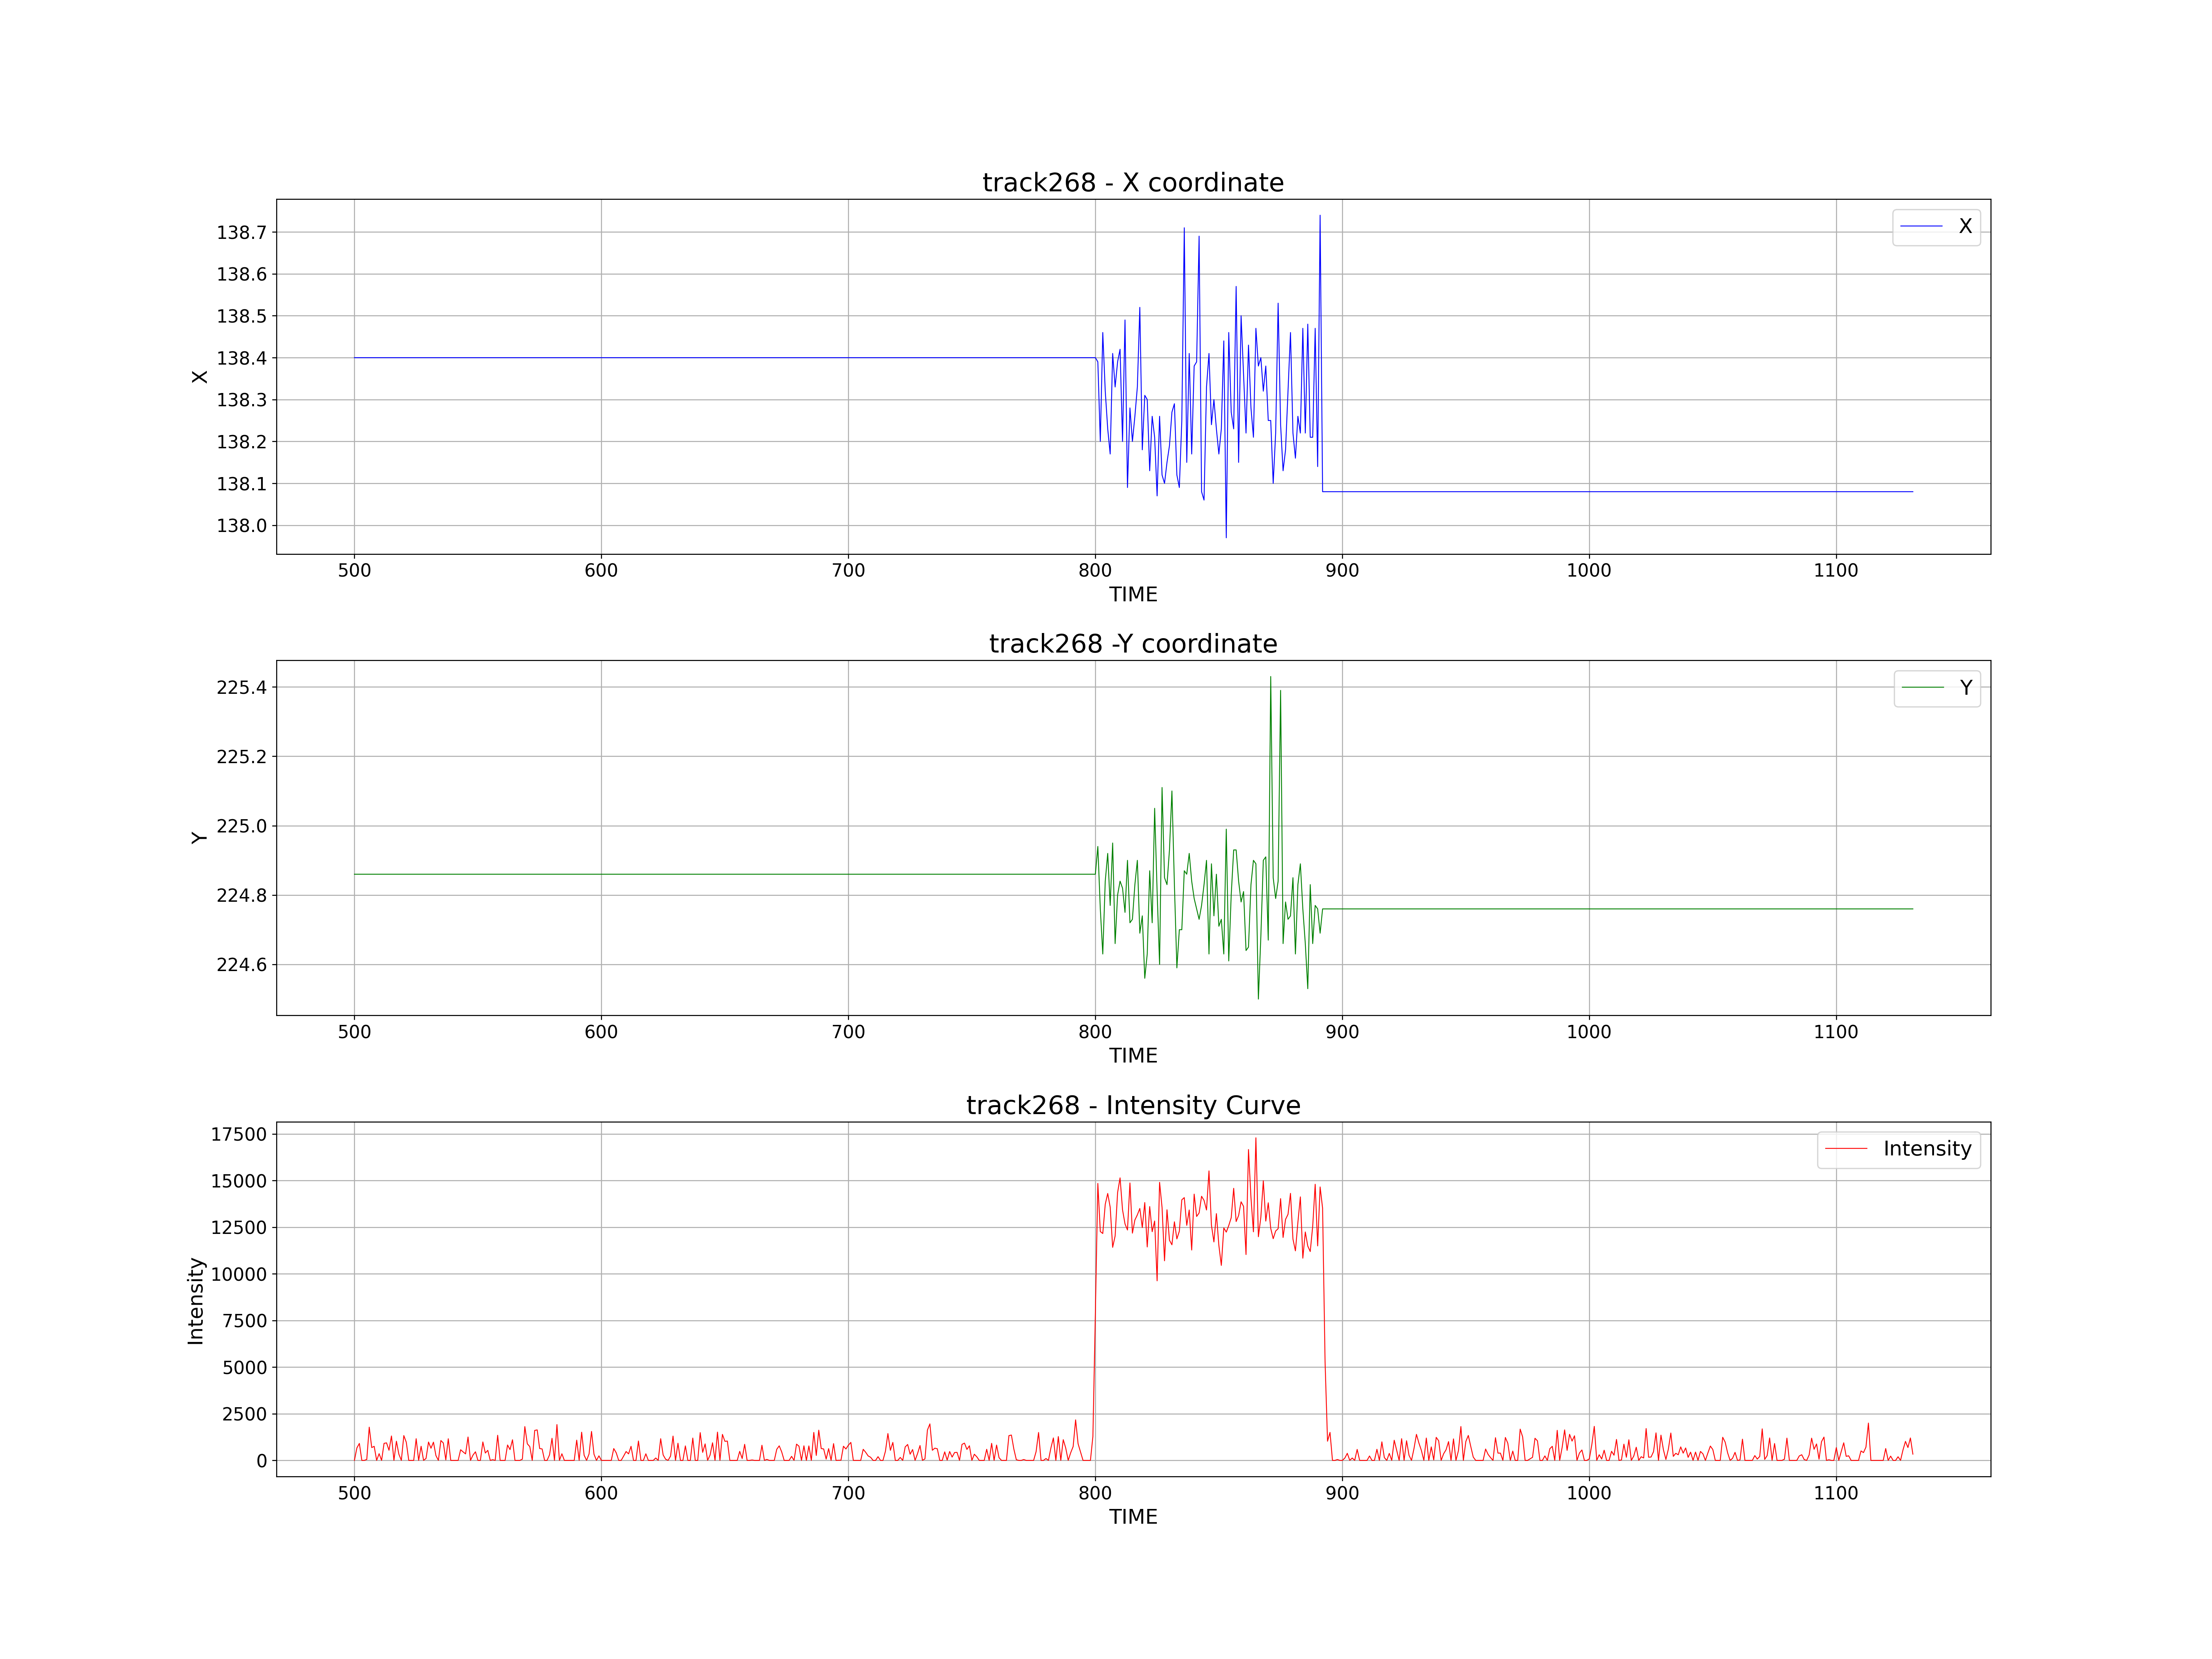 track268 - X coordinate
X
138.7
138.6
138.5
138.4
138.3
138.2
138.1
138.0
X
500 600 700 800 900 1000 1100
TIME
track268 -Y coordinate
Y
225.4
225.2
225.0
224.8
224.6
Y
500 600 700 800 900 1000 1100
TIME
track268 - Intensity Curve
Intensity
17500
15000
12500
10000
7500
5000
2500
0
Intensity
500 600 700 800 900 1000 1100
TIME